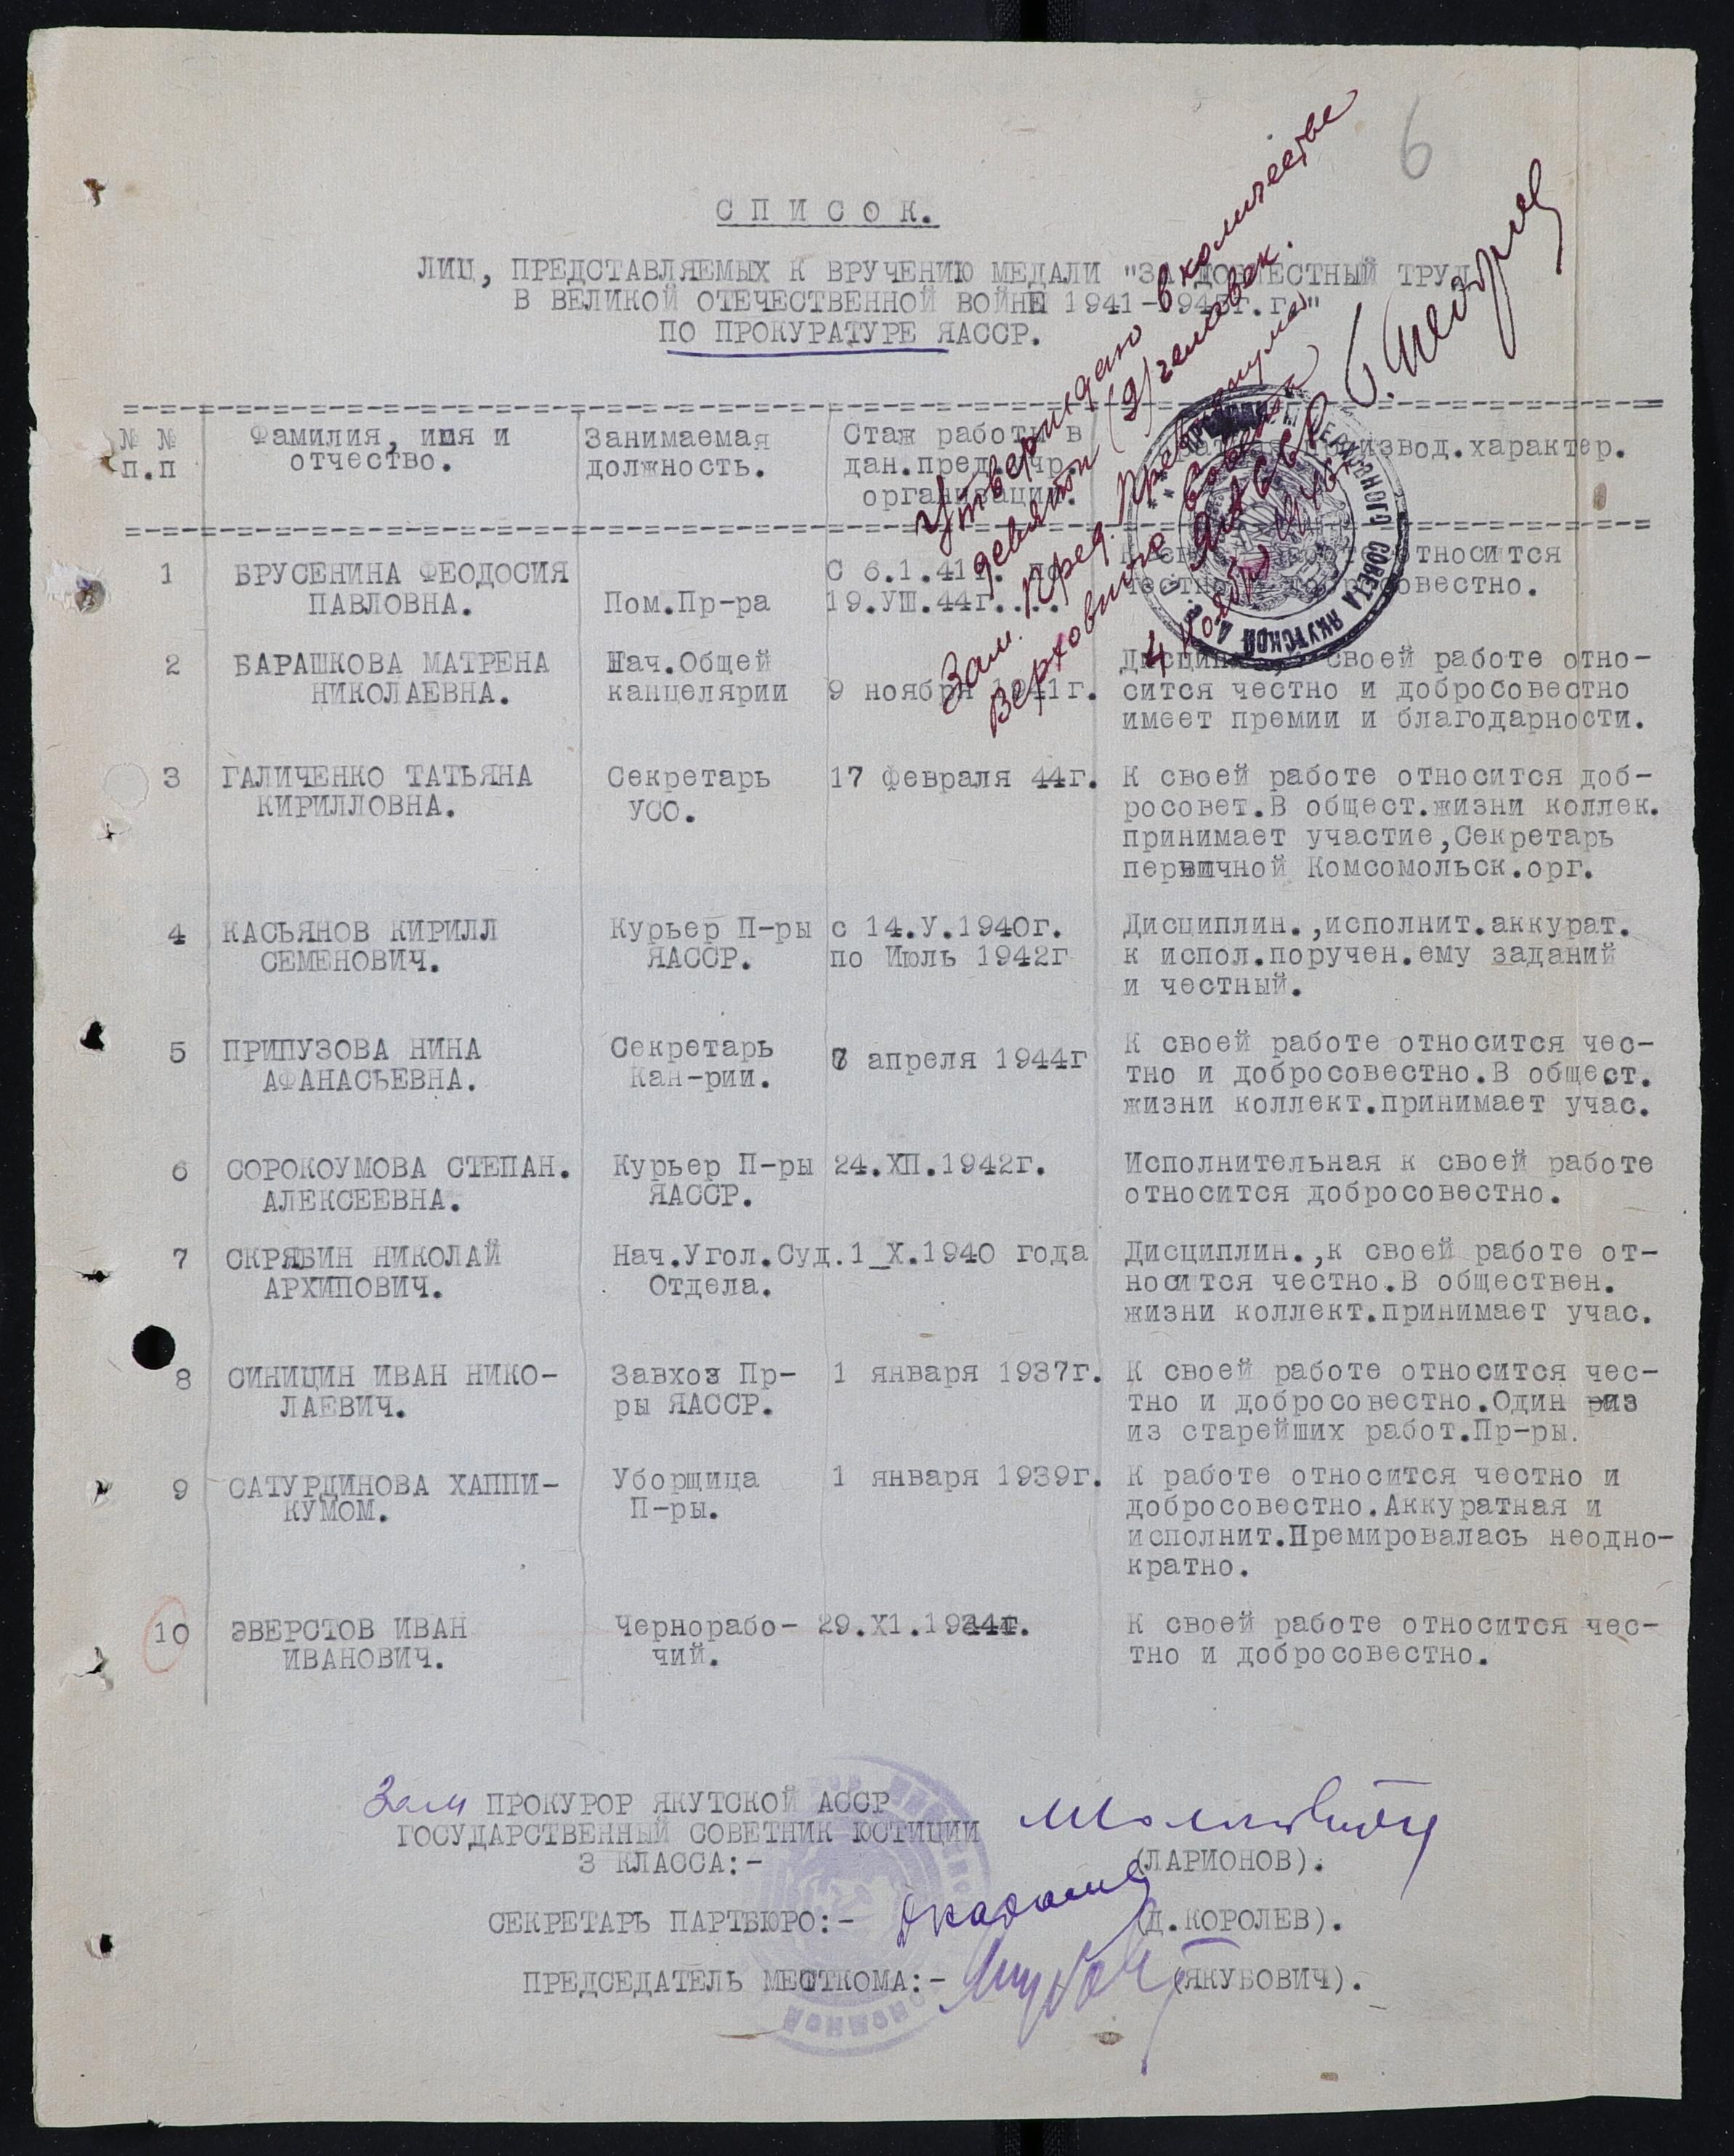 6
СПИСОК.
ЛИЦ, ПРЕДСТАВЛЯЕМЫХ К ВРУЧЕНИЮ МЕДАЛИ "ЗА ДОБЛЕСТНЫЙ ТРУД
В ВЕЛИКОЙ ОТЕЧЕСТВЕННОЙ ВОЙНЕ 1941-1945г.г."
ПО ПРОКУРАТУРЕ ЯАССР.
Утверждаю в количестве
девяти (9) человек.
Зам. Пред. Президиума
Верховного Совета
ЯАССР
4 1945
№ № п.п
Фамилия, имя и отчество.
Занимаемая должность.
Стаж работы в дан.пред. учр. организации.
производ.характер.
1 БРУСЕНИНА ФЕОДОСИЯ С 6.1.41г. относится
ПАВЛОВНА. Пом.Пр-ра 19.УШ.44г....
2 БАРАШКОВА МАТРЕНА Нач.Общей своей работе отно-
НИКОЛАЕВНА. канцелярии 9 ноября 1941г. сится честно и добросовестно
имеет премии и благодарности.
3 ГАЛИЧЕНКО ТАТЬЯНА Секретарь 17 февраля 44г. К своей работе относится доб-
КИРИЛЛОВНА. УСО. росовет.В общест.жизни коллек.
принимает участие,Секретарь
первичной Комсомольск.орг.
4 КАСЬЯНОВ КИРИЛЛ Курьер П-ры с 14.У.1940г. Дисциплин.,исполнит.аккурат.
СЕМЕНОВИЧ. ЯАССР. по Июль 1942г к испол.поручен.ему заданий
и честный.
5 ПРИПУЗОВА НИНА Секретарь апреля 1944г К своей работе относится чес-
АФАНАСЬЕВНА. Кан-рии. тно и добросовестно.В общест.
жизни коллект.принимает учас.
6 СОРОКОУМОВА СТЕПАН. Курьер П-ры 24.ХП.1942г. Исполнительная к своей работе
АЛЕКСЕЕВНА. ЯАССР. относится добросовестно.
7 СКРЯБИН НИКОЛАЙ Нач.Угол.Суд. 1_Х.1940 года Дисциплин.,к своей работе от-
АРХИПОВИЧ. Отдела. носится честно.В обществен.
жизни коллект.принимает учас.
8 СИНИЦИН ИВАН НИКО- Завхоз Пр- 1 января 1937г. К своей работе относится чес-
ЛАЕВИЧ. ры ЯАССР. тно и добросовестно.Один из
из старейших работ.Пр-ры.
9 САТУРДИНОВА ХАППИ- Уборщица 1 января 1939г. К работе относится честно и
КУМОМ. П-ры. добросовестно.Аккуратная и
исполнит.Премировалась неодно-
кратно.
10 ЭВЕРСТОВ ИВАН Чернорабо- 29.Х1. К своей работе относится чес-
ИВАНОВИЧ. чий. тно и добросовестно.
Зам ПРОКУРОР ЯКУТСКОЙ АССР
ГОСУДАРСТВЕННЫЙ СОВЕТНИК ЮСТИЦИИ
3 КЛАССА:- (ЛАРИОНОВ).
СЕКРЕТАРЬ ПАРТБЮРО:- (Д.КОРОЛЕВ).
ПРЕДСЕДАТЕЛЬ МЕСТКОМА:- (ЯКУБОВИЧ).